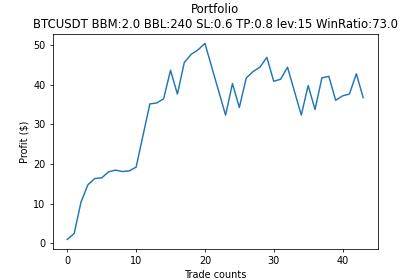 Portfolio
BTCUSDT BBM:2.0 BBL:240 SL:0.6 TP:0.8 lev:15 WinRatio:73.0
50
40
30
20
10
0
Profit ($)
0 10 20 30 40
Trade counts